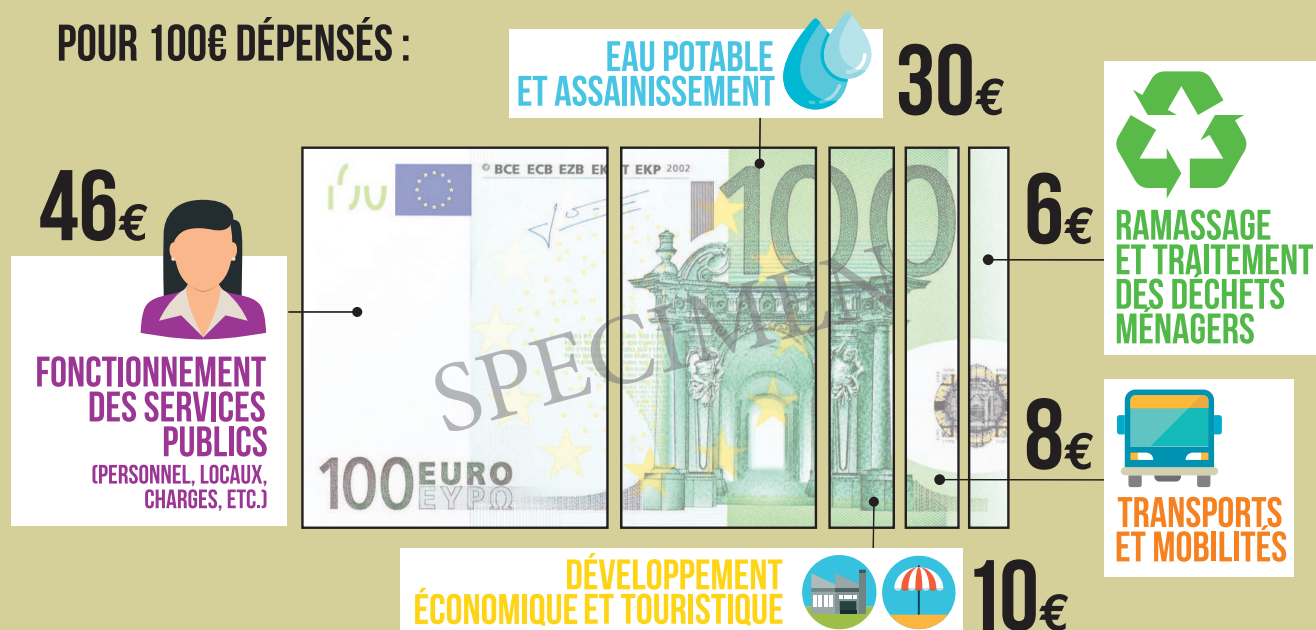 POUR 100€ DÉPENSÉS :
EAU POTABLE
ET ASSAINISSEMENT
30€
46€
FONCTIONNEMENT
DES SERVICES
PUBLICS
(PERSONNEL, LOCAUX,
CHARGES, ETC.)
© BCE ECB EZB EKT EKP 2002
100
SPECIMEN
100 EURO
ΕΥΡΩ
6€
RAMASSAGE
ET TRAITEMENT
DES DÉCHETS
MÉNAGERS
8€
TRANSPORTS
ET MOBILITÉS
DÉVELOPPEMENT
ÉCONOMIQUE ET TOURISTIQUE
10€